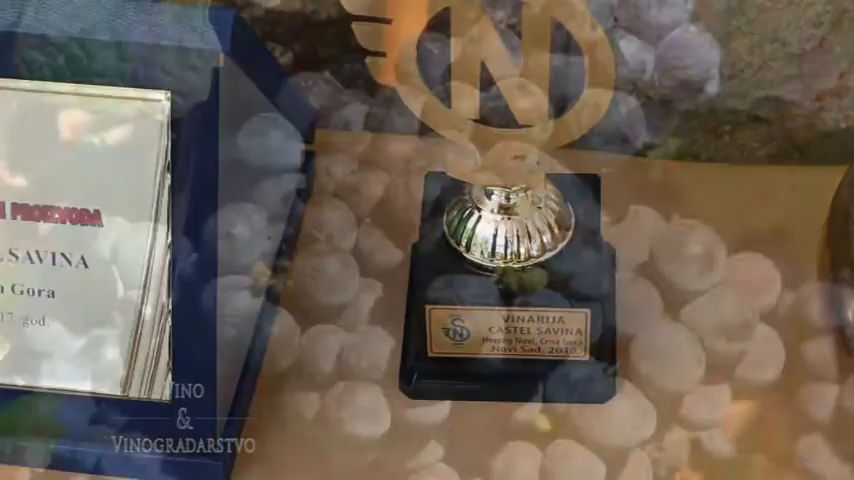 PROIZVODA
SAVINA
Gora
god.
VINARIJA
CASTEL SAVINA
Herceg Novi, Crna Gora
Novi Sad, 2018.
VINO
&
VINOGRADARSTVO